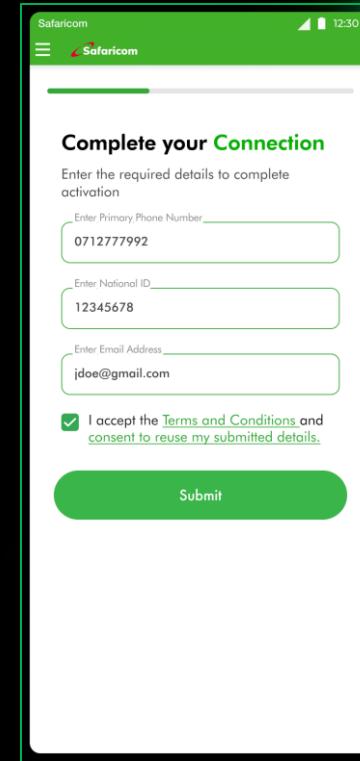 Safaricom 12:30
Safaricom
Complete your Connection
Enter the required details to complete
activation
Enter Primary Phone Number
0712777992
Enter National ID
12345678
Enter Email Address
jdoe@gmail.com
I accept the Terms and Conditions and
consent to reuse my submitted details.
Submit